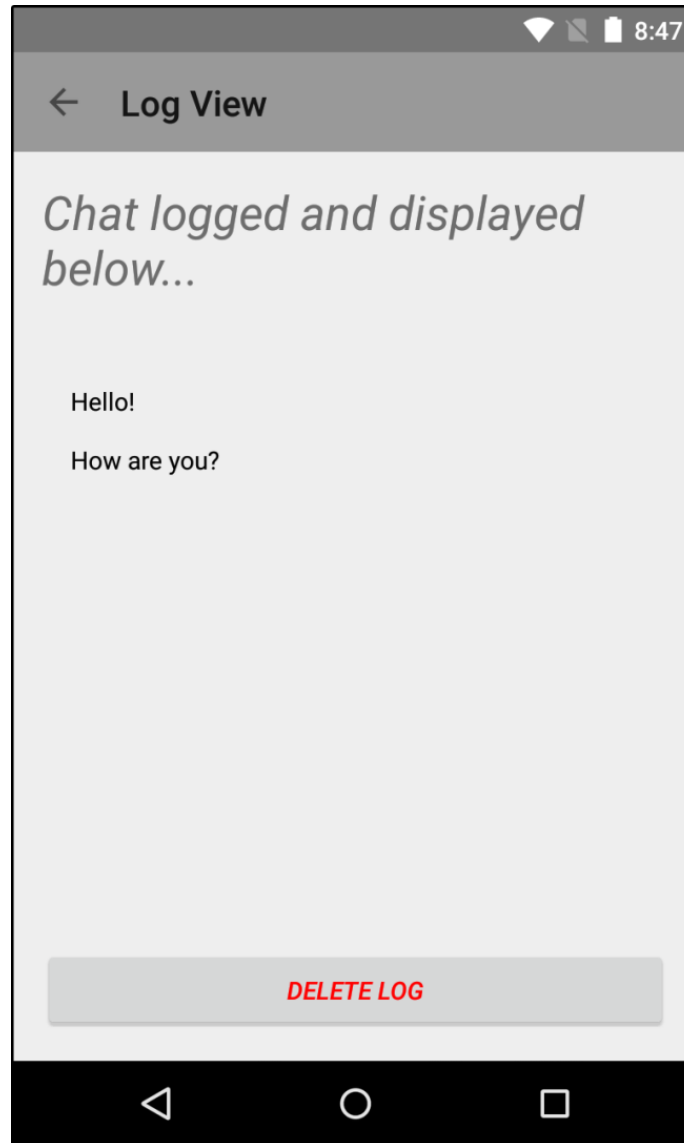 8:47
Log View
Chat logged and displayed
below...
Hello!
How are you?
DELETE LOG